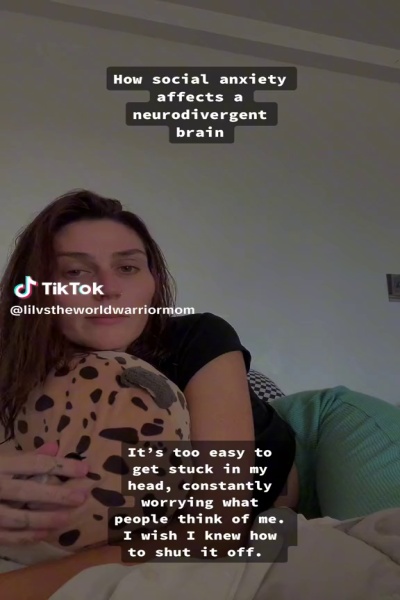 How social anxiety
affects a
neurodivergent
brain
TikTok
@lilvstheworldwarriormom
It's too easy to
get stuck in my
head, constantly
worrying what
people think of me.
I wish I knew how
to shut it off.